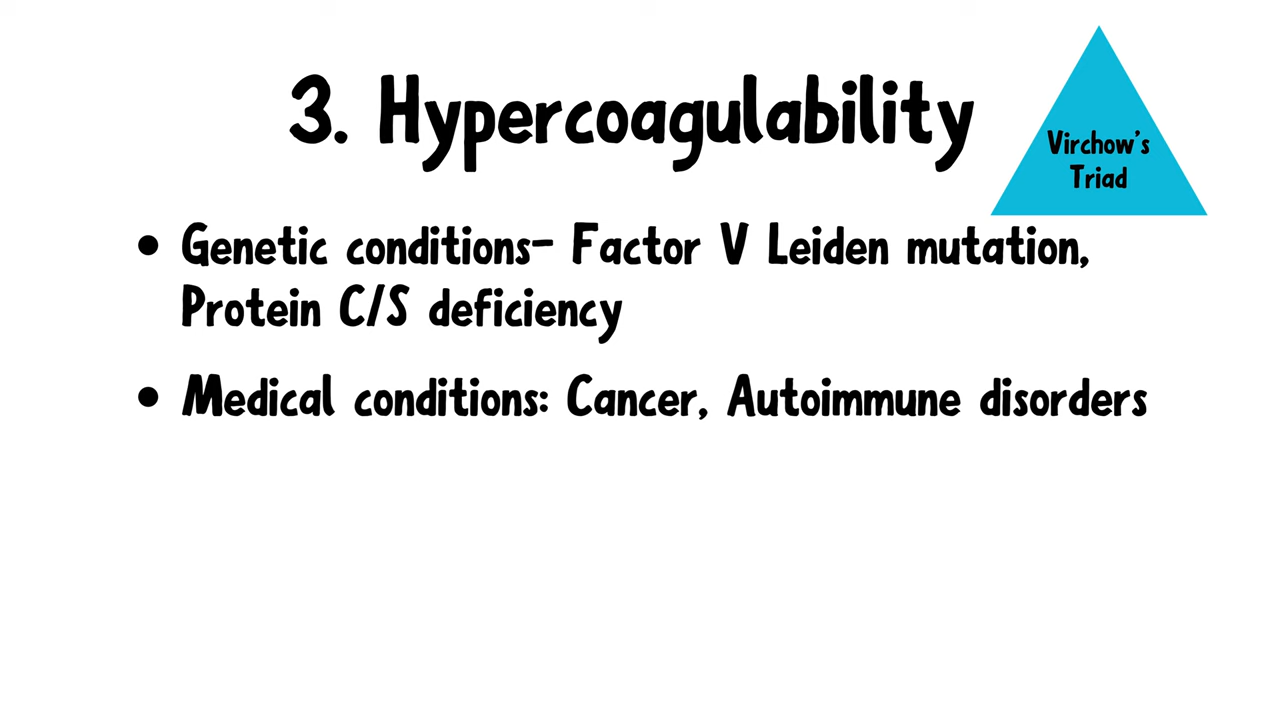 3. Hypercoagulability
Virchow's
Triad
• Genetic conditions- Factor V Leiden mutation,
Protein C/S deficiency
• Medical conditions: Cancer, Autoimmune disorders